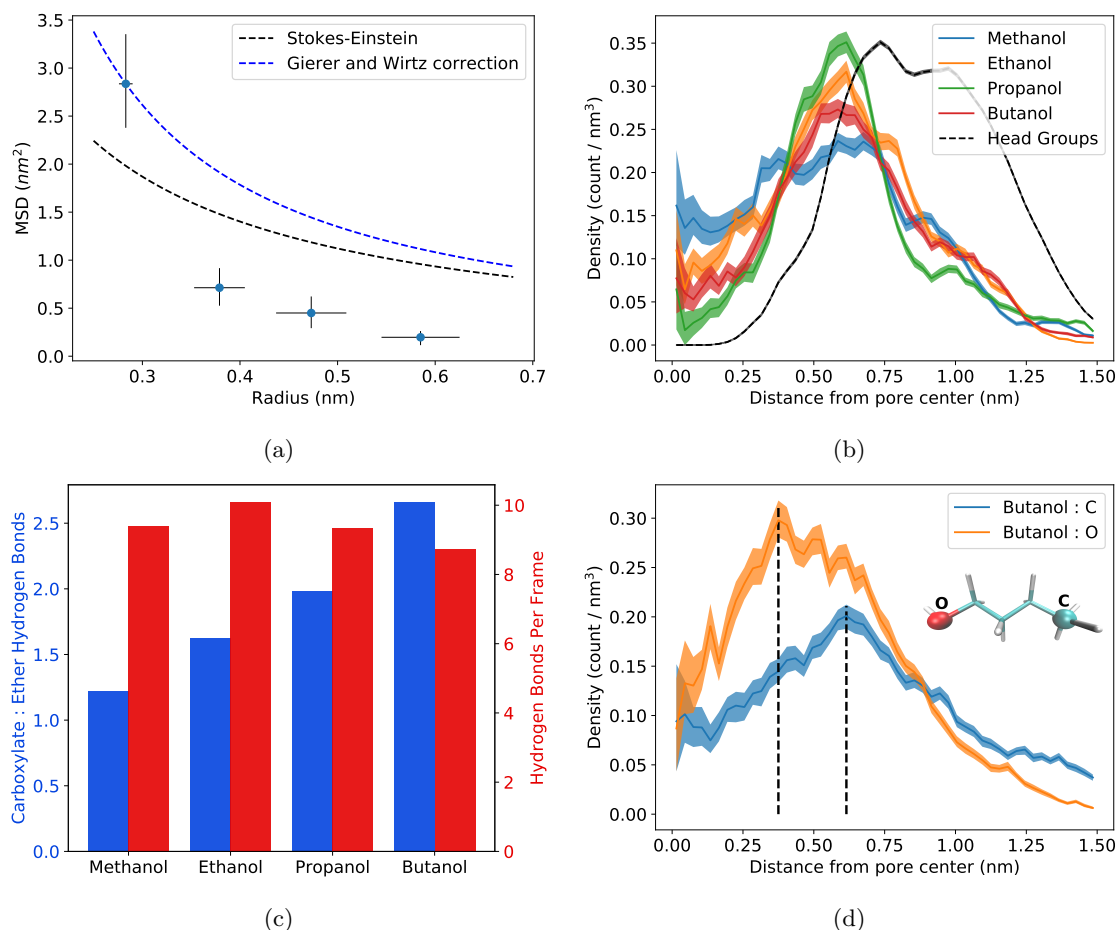 3.5
3.0
2.5
2.0
1.5
1.0
0.5
0.0
MSD (nm²)
0.3 0.4 0.5 0.6 0.7
Radius (nm)
Stokes-Einstein
Gierer and Wirtz correction
(a)
0.35
0.30
0.25
0.20
0.15
0.10
0.05
0.00
Density (count / nm³)
0.00 0.25 0.50 0.75 1.00 1.25 1.50
Distance from pore center (nm)
Methanol
Ethanol
Propanol
Butanol
Head Groups
(b)
2.5
2.0
1.5
1.0
0.5
0.0
Carboxylate : Ether Hydrogen Bonds
10
8
6
4
2
0
Hydrogen Bonds Per Frame
Methanol Ethanol Propanol Butanol
(c)
0.30
0.25
0.20
0.15
0.10
0.05
0.00
Density (count / nm³)
0.00 0.25 0.50 0.75 1.00 1.25 1.50
Distance from pore center (nm)
Butanol : C
Butanol : O
O
C
(d)